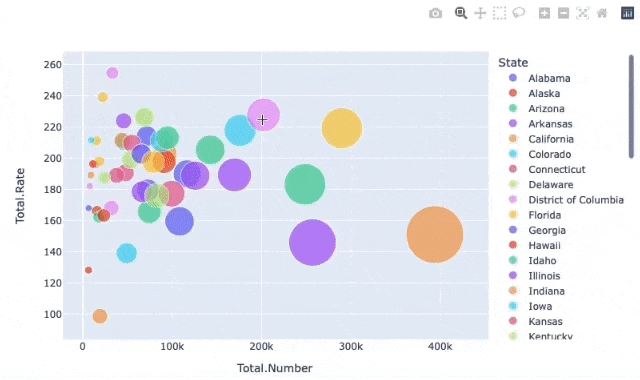 260
240
220
200
180
160
140
120
100
Total.Rate
0
100k
200k
300k
400k
Total.Number
State
Alabama
Alaska
Arizona
Arkansas
California
Colorado
Connecticut
Delaware
District of Columbia
Florida
Georgia
Hawaii
Idaho
Illinois
Indiana
Iowa
Kansas
Kentucky